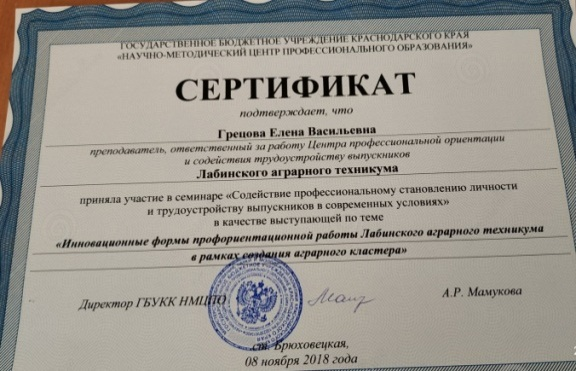 ГОСУДАРСТВЕННОЕ БЮДЖЕТНОЕ УЧРЕЖДЕНИЕ КРАСНОДАРСКОГО КРАЯ
«НАУЧНО-МЕТОДИЧЕСКИЙ ЦЕНТР ПРОФЕССИОНАЛЬНОГО ОБРАЗОВАНИЯ»
СЕРТИФИКАТ
подтверждает, что
Грецова Елена Васильевна
преподаватель, ответственный за работу Центра профессиональной ориентации
и содействия трудоустройству выпускников
Лабинского аграрного техникума
приняла участие в семинаре «Содействие профессиональному становлению личности
и трудоустройству выпускников в современных условиях»
в качестве выступающей по теме
«Инновационные формы профориентационной работы Лабинского аграрного техникума
в рамках создания аграрного кластера»
Директор ГБУКК НМЦПО А.Р. Мамукова
ст. Брюховецкая,
08 ноября 2018 года